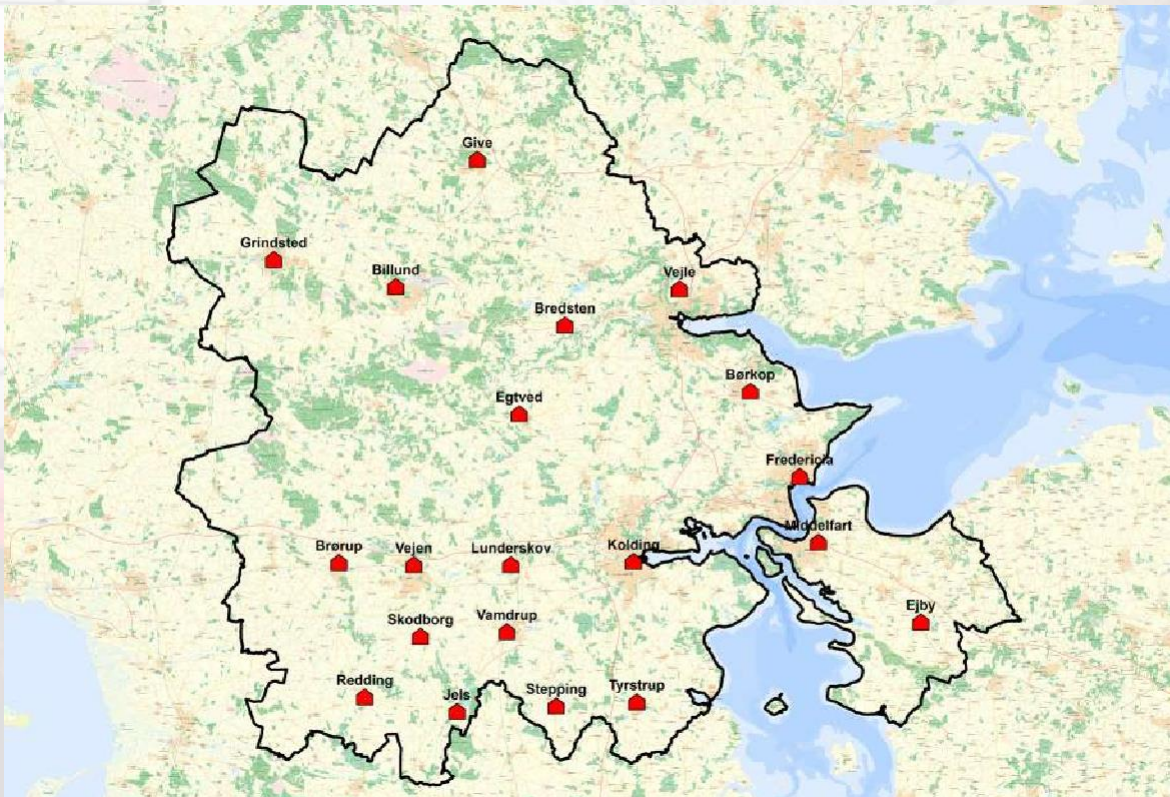 Give
Grindsted
Billund
Vejle
Bredsten
Børkop
Egtved
Fredericia
Middelfart
Brørup
Vejen
Lunderskov
Kolding
Ejby
Skodborg
Vamdrup
Redding
Jels
Stepping
Tyrstrup